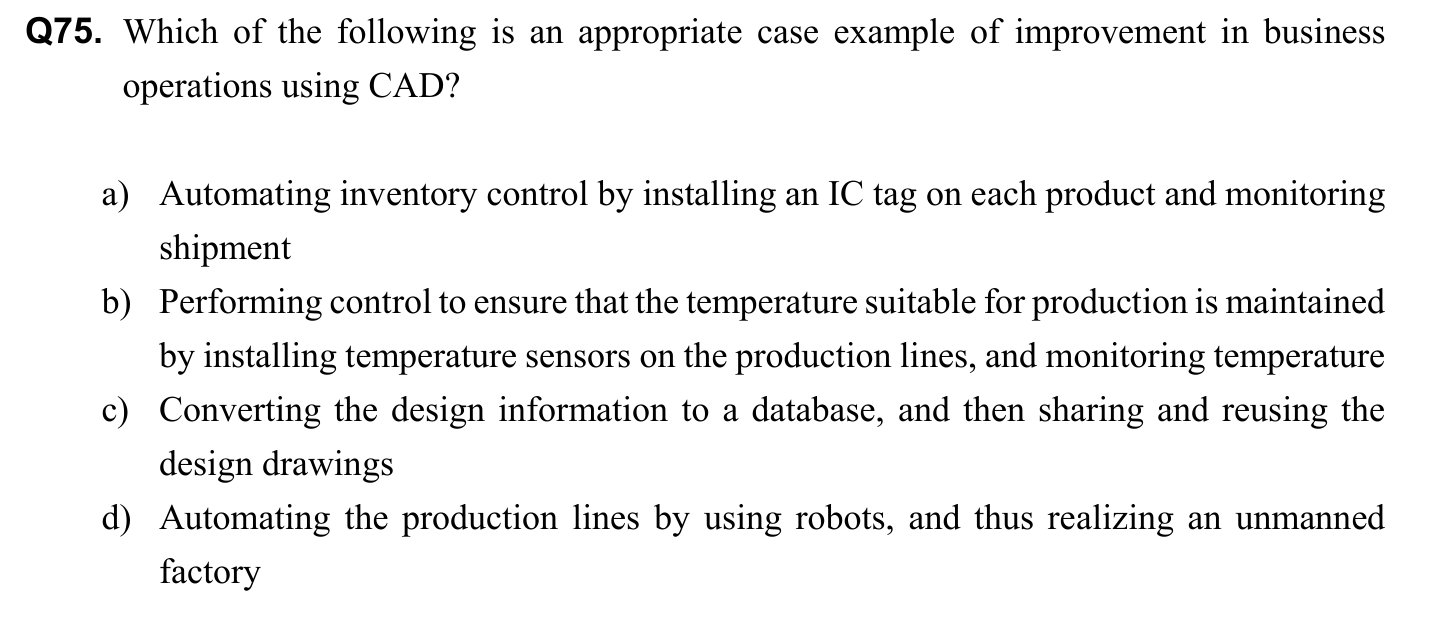 Q75. Which of the following is an appropriate case example of improvement in business
operations using CAD?
a) Automating inventory control by installing an IC tag on each product and monitoring
shipment
b) Performing control to ensure that the temperature suitable for production is maintained
by installing temperature sensors on the production lines, and monitoring temperature
c) Converting the design information to a database, and then sharing and reusing the
design drawings
d) Automating the production lines by using robots, and thus realizing an unmanned
factory